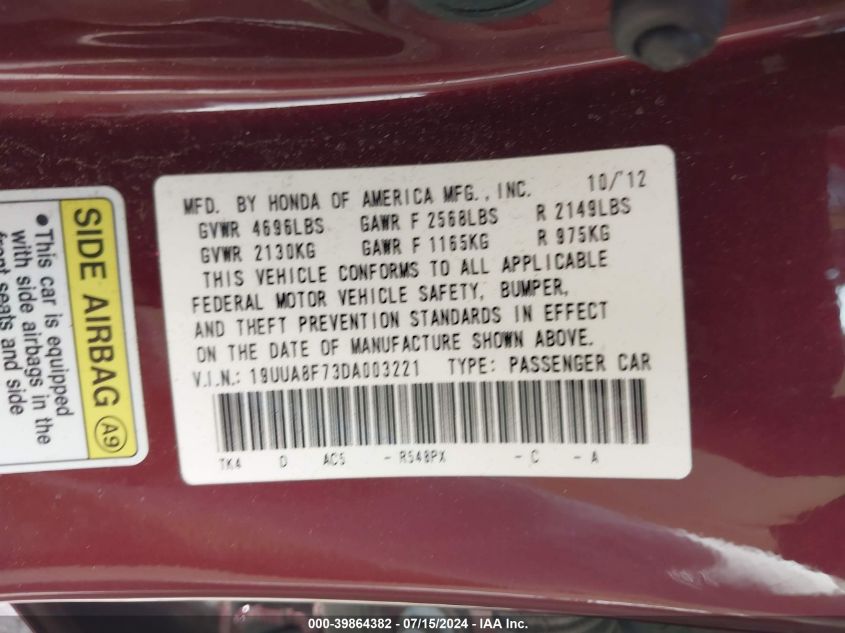 MFD. BY HONDA OF AMERICA MFG., INC. 10/'12
GVWR 4696LBS GAWR F 2568LBS R 2149LBS
GVWR 2130KG GAWR F 1165KG R 975KG
THIS VEHICLE CONFORMS TO ALL APPLICABLE
FEDERAL MOTOR VEHICLE SAFETY, BUMPER,
AND THEFT PREVENTION STANDARDS IN EFFECT
ON THE DATE OF MANUFACTURE SHOWN ABOVE.
V.I.N.: 19UUA8F73DA003221 TYPE: PASSENGER CAR
TK4 D AC5 - R548PX - C - A
SIDE AIRBAG A9
•This car is equipped
with side airbags in the
front seats and side
000-39864382 - 07/15/2024 - IAA Inc.